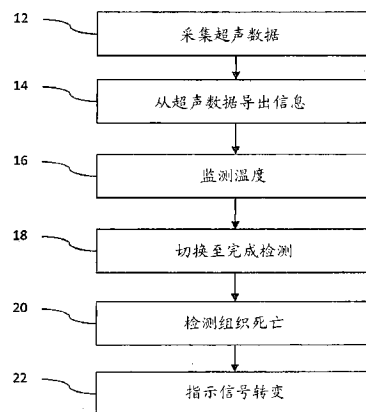 12
采集超声数据
14
从超声数据导出信息
16
监测温度
18
切换至完成检测
20
检测组织死亡
22
指示信号转变